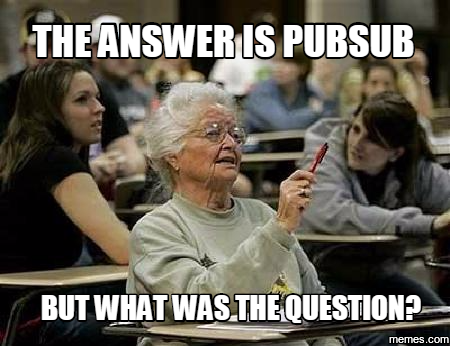 THE ANSWER IS PUBSUB
BUT WHAT WAS THE QUESTION?
memes.com